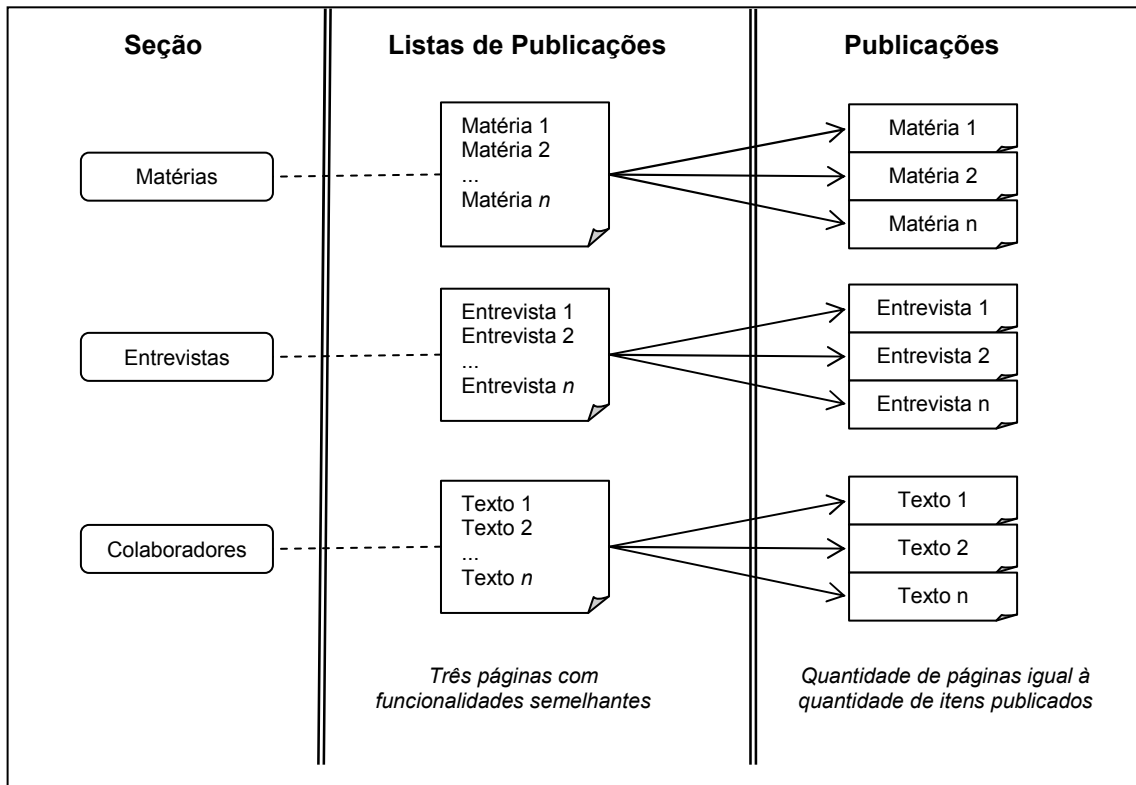 Seção
Listas de Publicações
Publicações
Matérias
Matéria 1
Matéria 2
...
Matéria n
Matéria 1
Matéria 2
Matéria n
Entrevistas
Entrevista 1
Entrevista 2
...
Entrevista n
Entrevista 1
Entrevista 2
Entrevista n
Colaboradores
Texto 1
Texto 2
...
Texto n
Texto 1
Texto 2
Texto n
Três páginas com
funcionalidades semelhantes
Quantidade de páginas igual à
quantidade de itens publicados